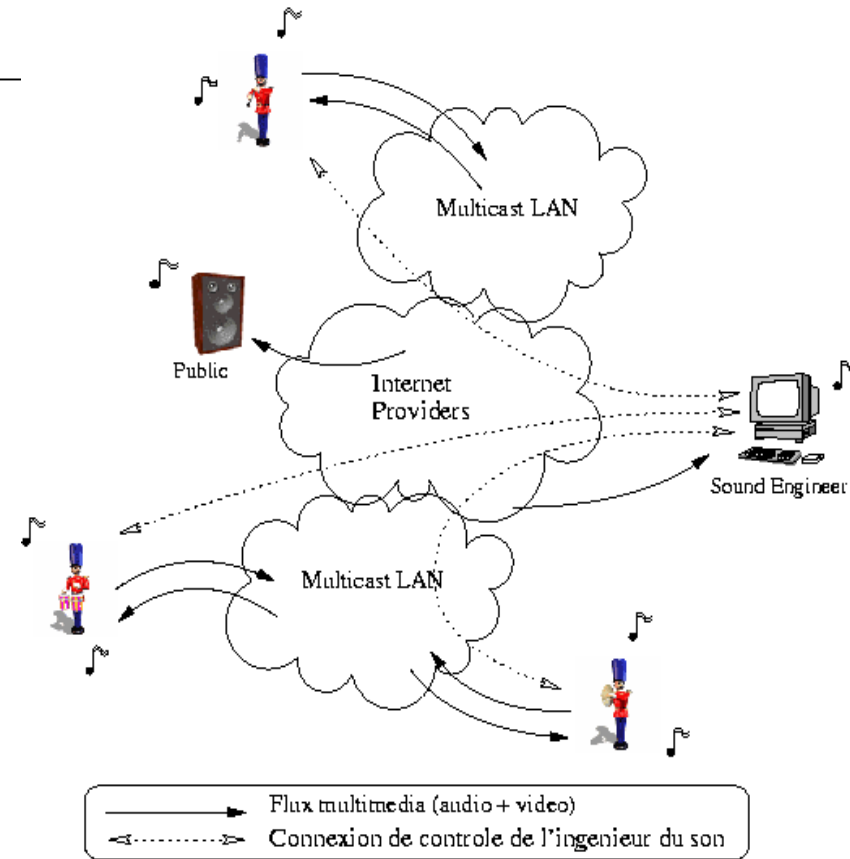 Multicast LAN
Public
Internet
Providers
Sound Engineer
Multicast LAN
Flux multimedia (audio + video)
Connexion de controle de l'ingenieur du son